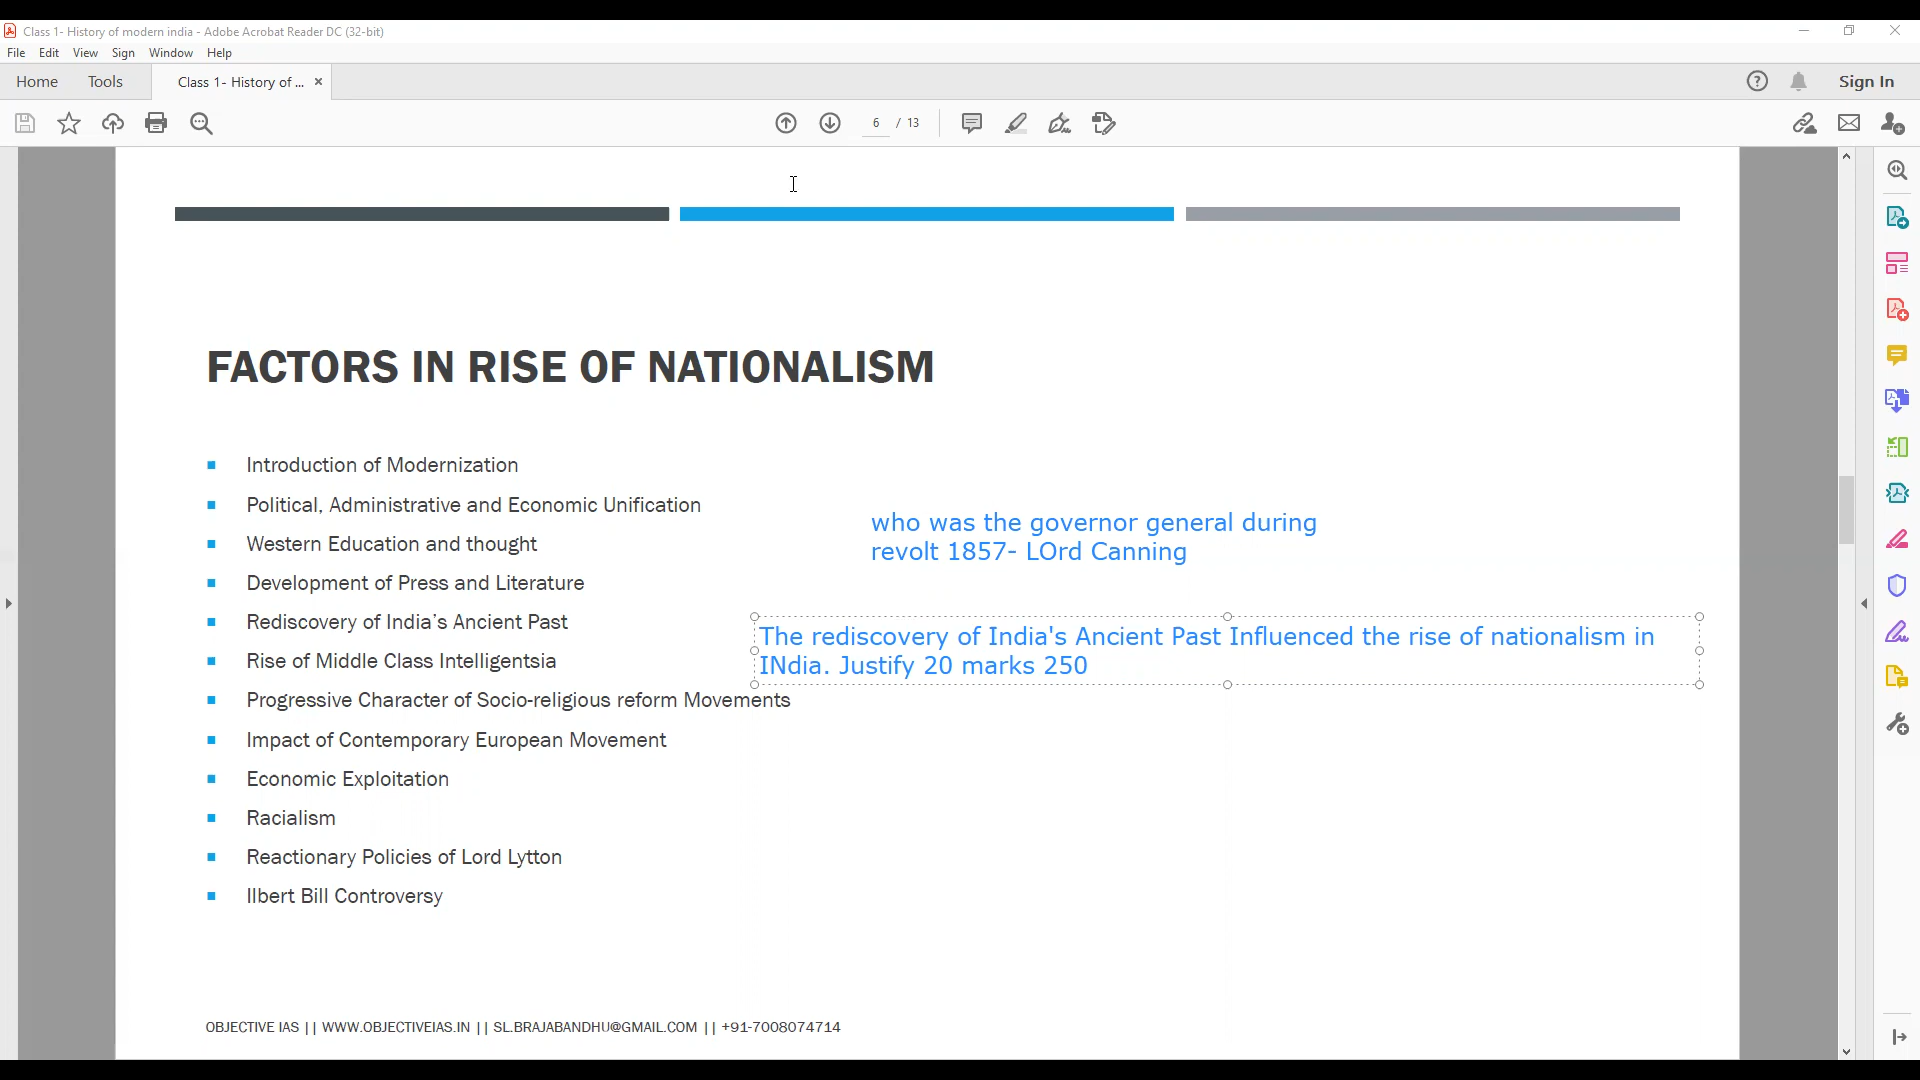 Class 1- History of modern india - Adobe Acrobat Reader DC (32-bit)
File Edit View Sign Window Help
Home Tools Class 1- History of ... × Sign In
6 / 13
FACTORS IN RISE OF NATIONALISM
Introduction of Modernization
Political, Administrative and Economic Unification
who was the governor general during
revolt 1857- LOrd Canning
Western Education and thought
Development of Press and Literature
Rediscovery of India's Ancient Past
The rediscovery of India's Ancient Past Influenced the rise of nationalism in
INdia. Justify 20 marks 250
Rise of Middle Class Intelligentsia
Progressive Character of Socio-religious reform Movements
Impact of Contemporary European Movement
Economic Exploitation
Racialism
Reactionary Policies of Lord Lytton
Ilbert Bill Controversy
OBJECTIVE IAS || WWW.OBJECTIVEIAS.IN || SL.BRAJABANDHU@GMAIL.COM || +91-7008074714